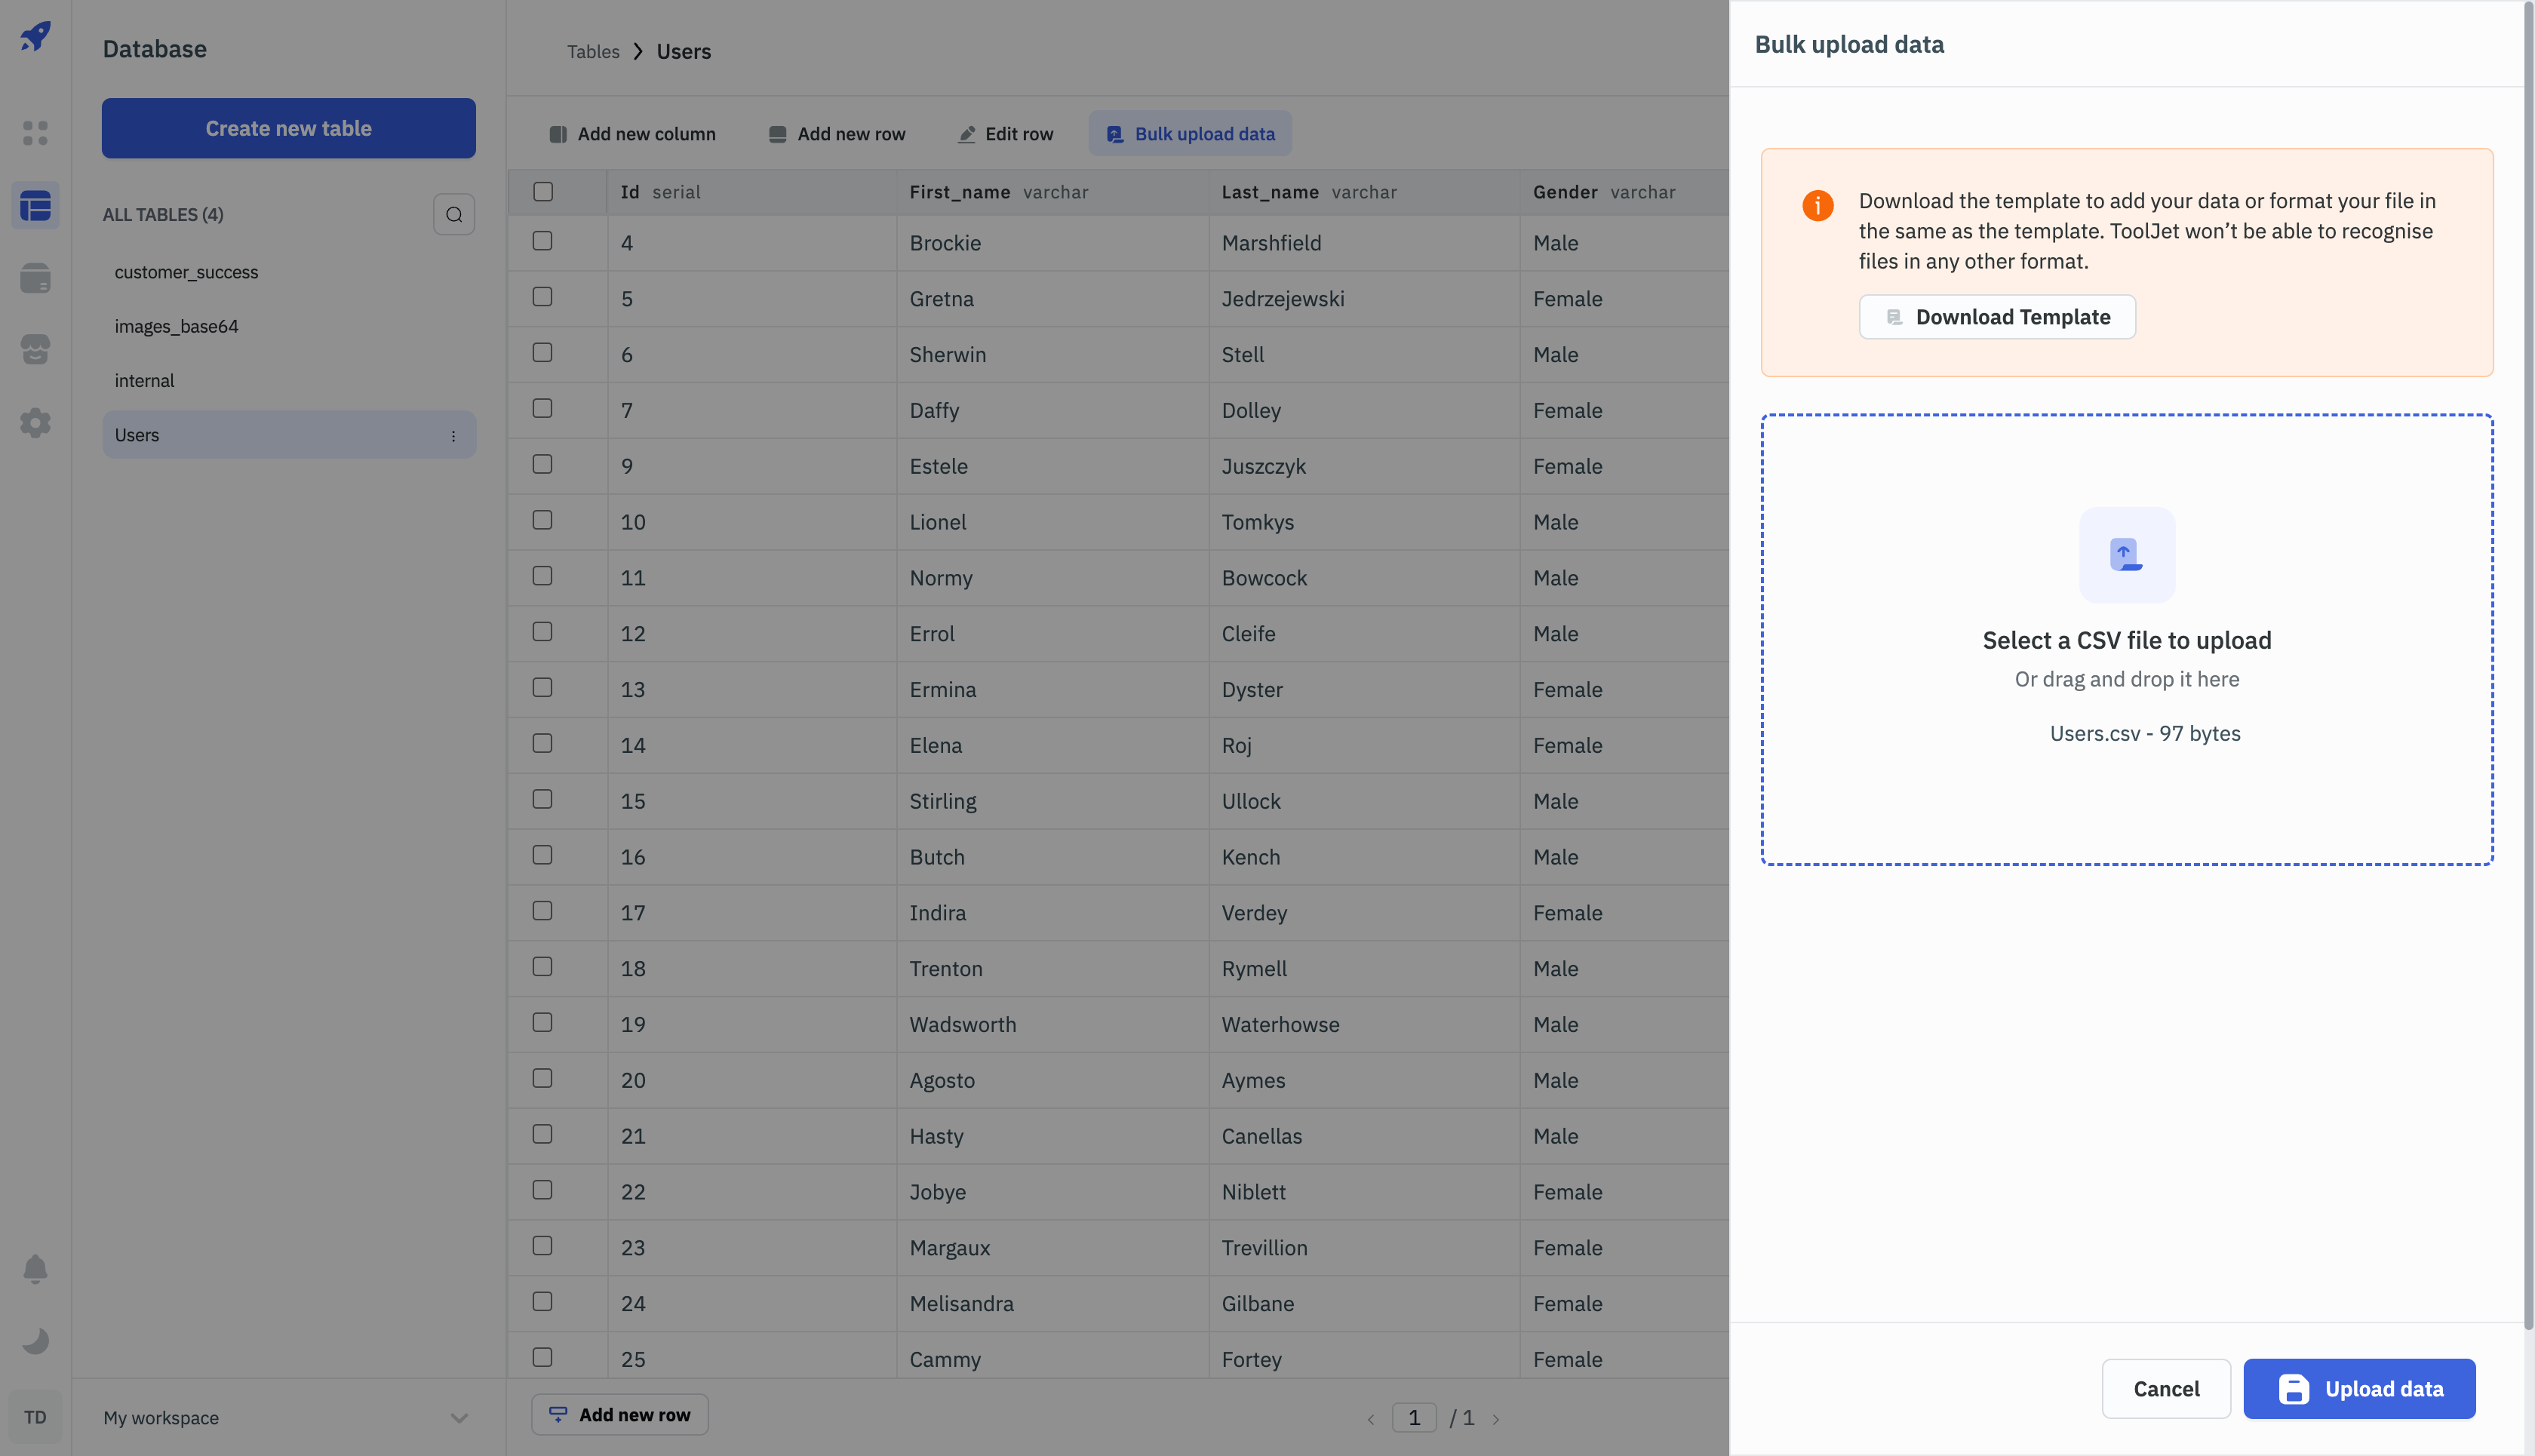 Database
Create new table
ALL TABLES (4)
customer_success
images_base64
internal
Users
TD
My workspace
Tables > Users
Add new column Add new row Edit row Bulk upload data
Id serial First_name varchar Last_name varchar Gender varchar
4 Brockie Marshfield Male
5 Gretna Jedrzejewski Female
6 Sherwin Stell Male
7 Daffy Dolley Female
9 Estele Juszczyk Female
10 Lionel Tomkys Male
11 Normy Bowcock Male
12 Errol Cleife Male
13 Ermina Dyster Female
14 Elena Roj Female
15 Stirling Ullock Male
16 Butch Kench Male
17 Indira Verdey Female
18 Trenton Rymell Male
19 Wadsworth Waterhowse Male
20 Agosto Aymes Male
21 Hasty Canellas Male
22 Jobye Niblett Female
23 Margaux Trevillion Female
24 Melisandra Gilbane Female
25 Cammy Fortey Female
Add new row
‹ 1 / 1 ›
Bulk upload data
Download the template to add your data or format your file in
the same as the template. ToolJet won’t be able to recognise
files in any other format.
Download Template
Select a CSV file to upload
Or drag and drop it here
Users.csv - 97 bytes
Cancel
Upload data